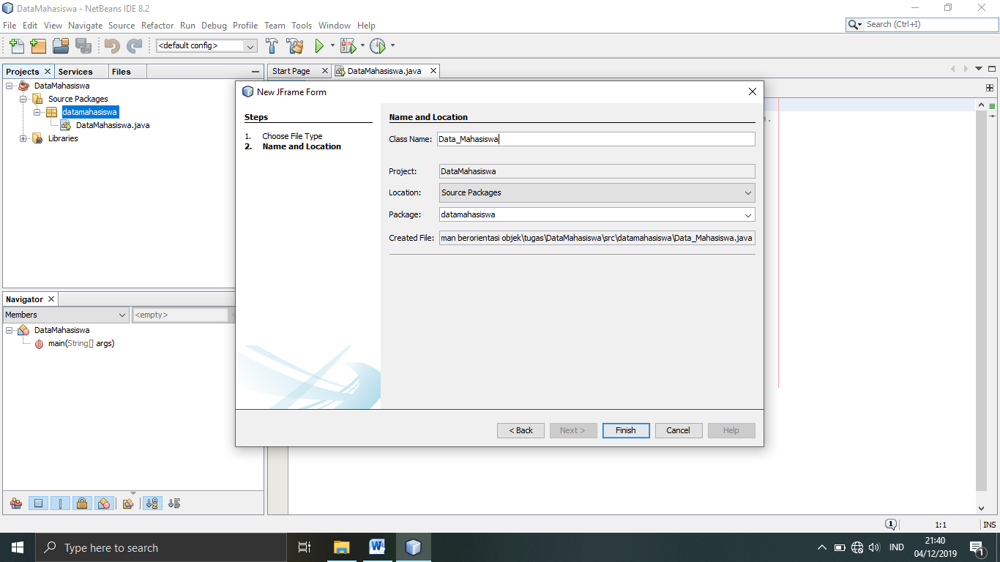 DataMahasiswa - NetBeans IDE 8.2
File Edit View Navigate Source Refactor Run Debug Profile Team Tools Window Help
Search (Ctrl+I)
<default config>
Projects
Services
Files
Start Page
DataMahasiswa.java
DataMahasiswa
Source Packages
datamahasiswa
DataMahasiswa.java
Libraries
New JFrame Form
Steps
1. Choose File Type
2. Name and Location
Name and Location
Class Name: Data_Mahasiswa
Project: DataMahasiswa
Location: Source Packages
Package: datamahasiswa
Created File: man berorientasi objek\tugas\DataMahasiswa\src\datamahasiswa\Data_Mahasiswa.java
< Back
Next >
Finish
Cancel
Help
Navigator
Members
<empty>
DataMahasiswa
main(String[] args)
1
1:1
INS
Type here to search
IND
21:40
04/12/2019
1